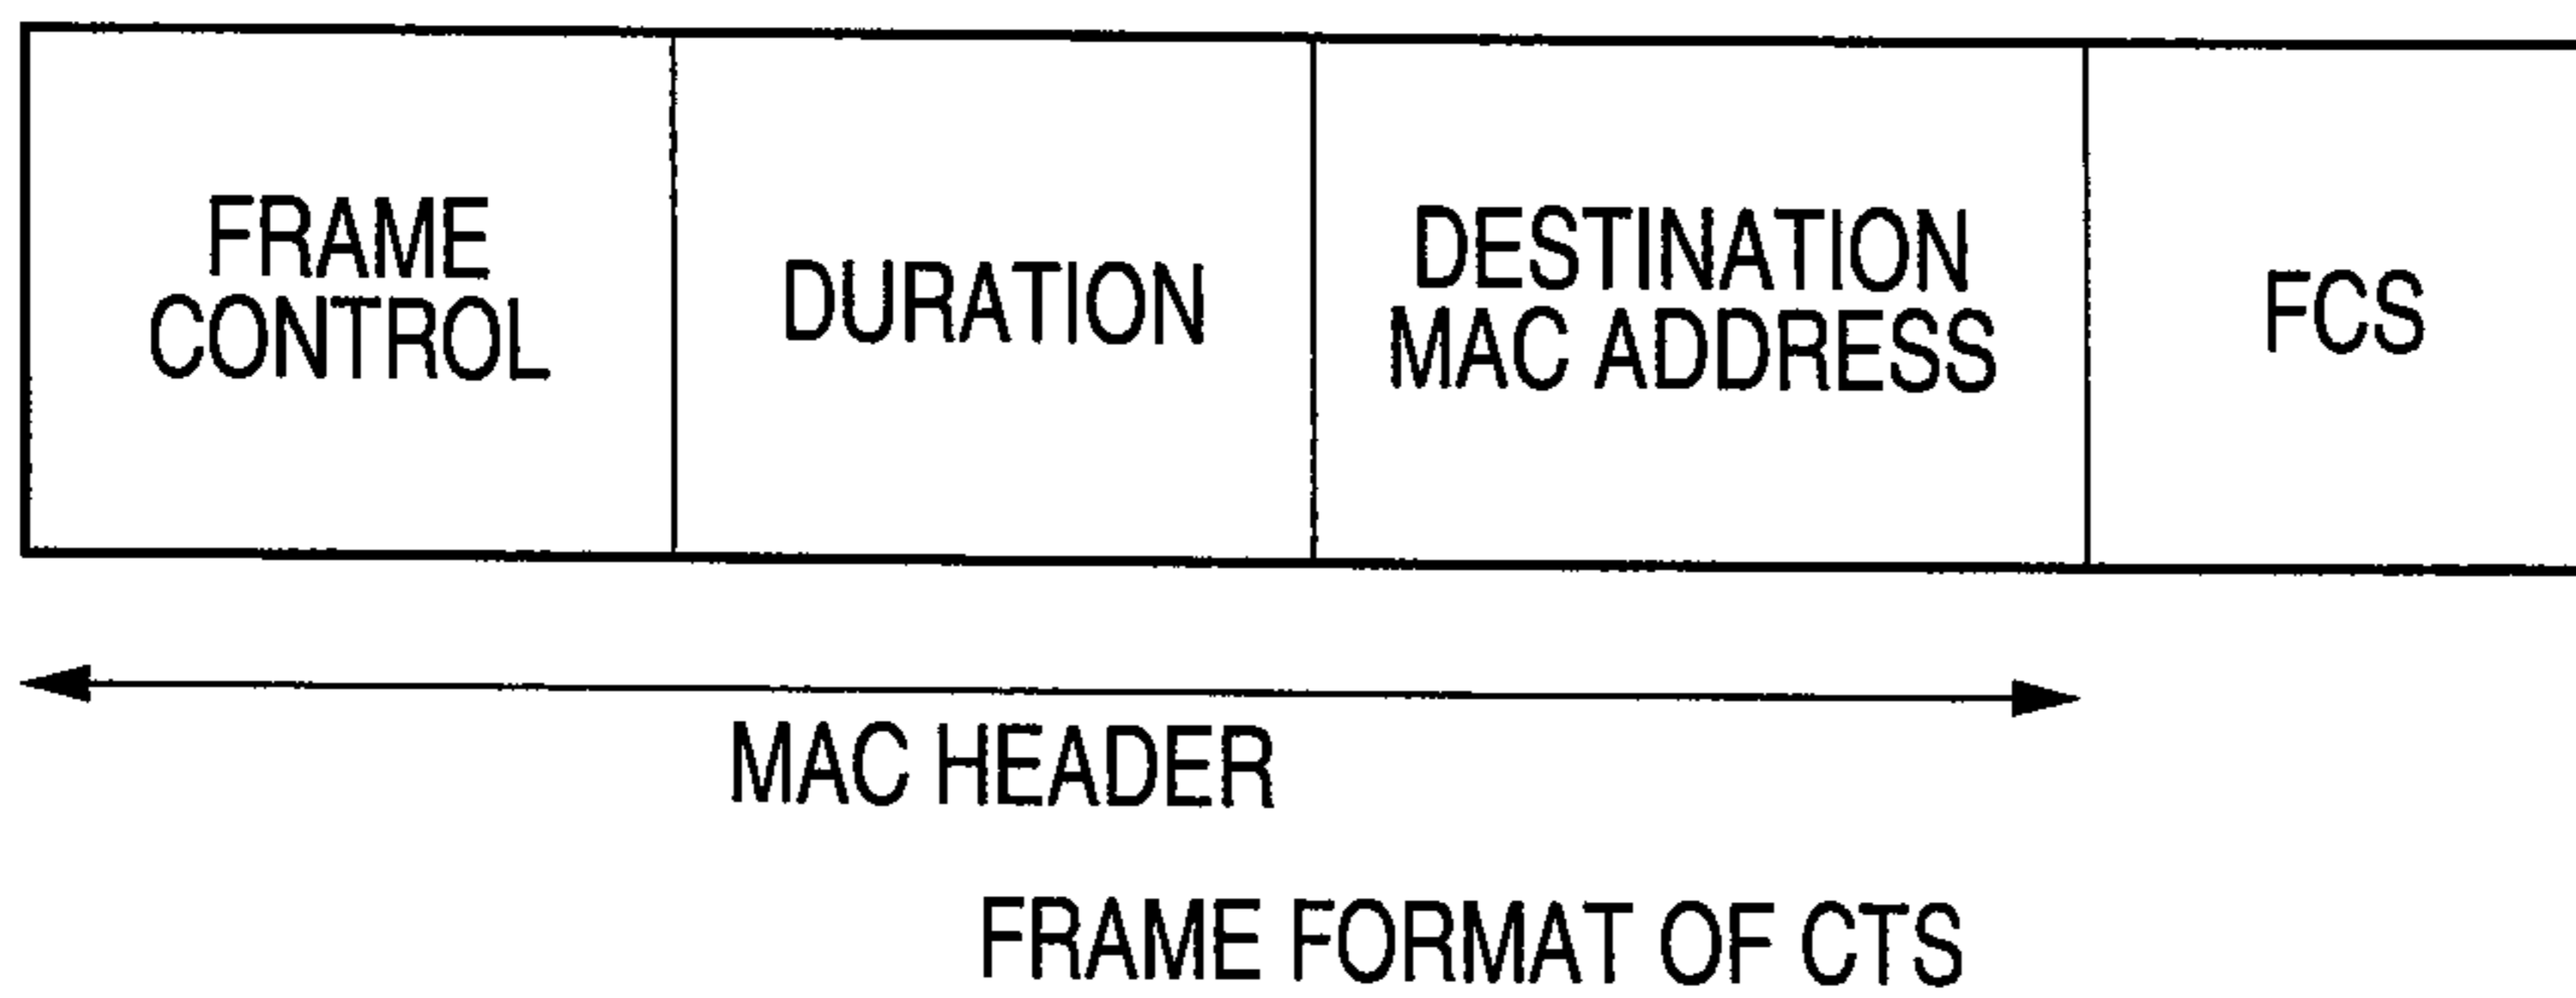 FRAME
CONTROL
DURATION
DESTINATION
MAC ADDRESS
FCS
MAC HEADER
FRAME FORMAT OF CTS